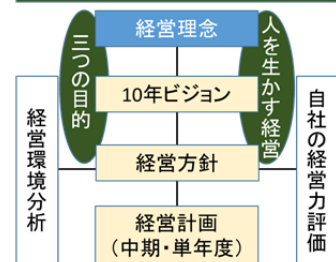 経営理念
三つの目的
人を生かす経営
10年ビジョン
経営環境分析
自社の経営力評価
経営方針
経営計画
（中期・単年度）